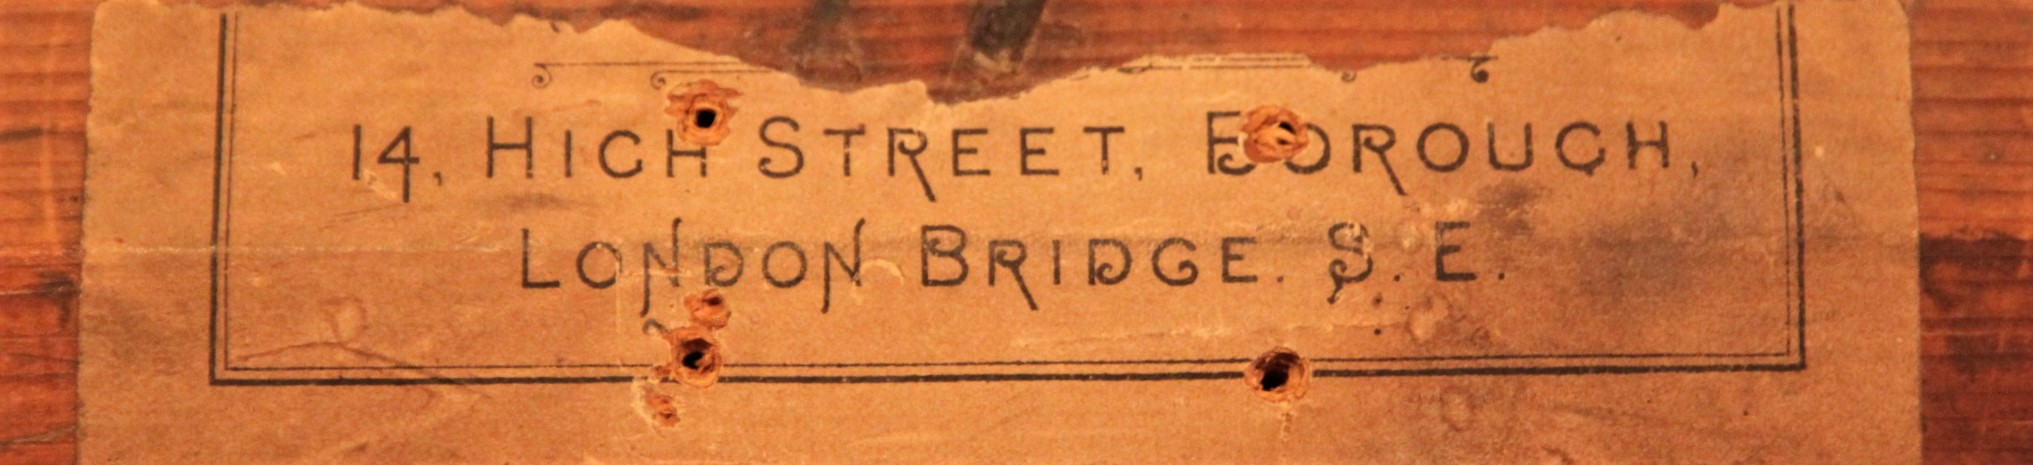 14, HIGH STREET, BOROUGH,
LONDON BRIDGE. S. E.